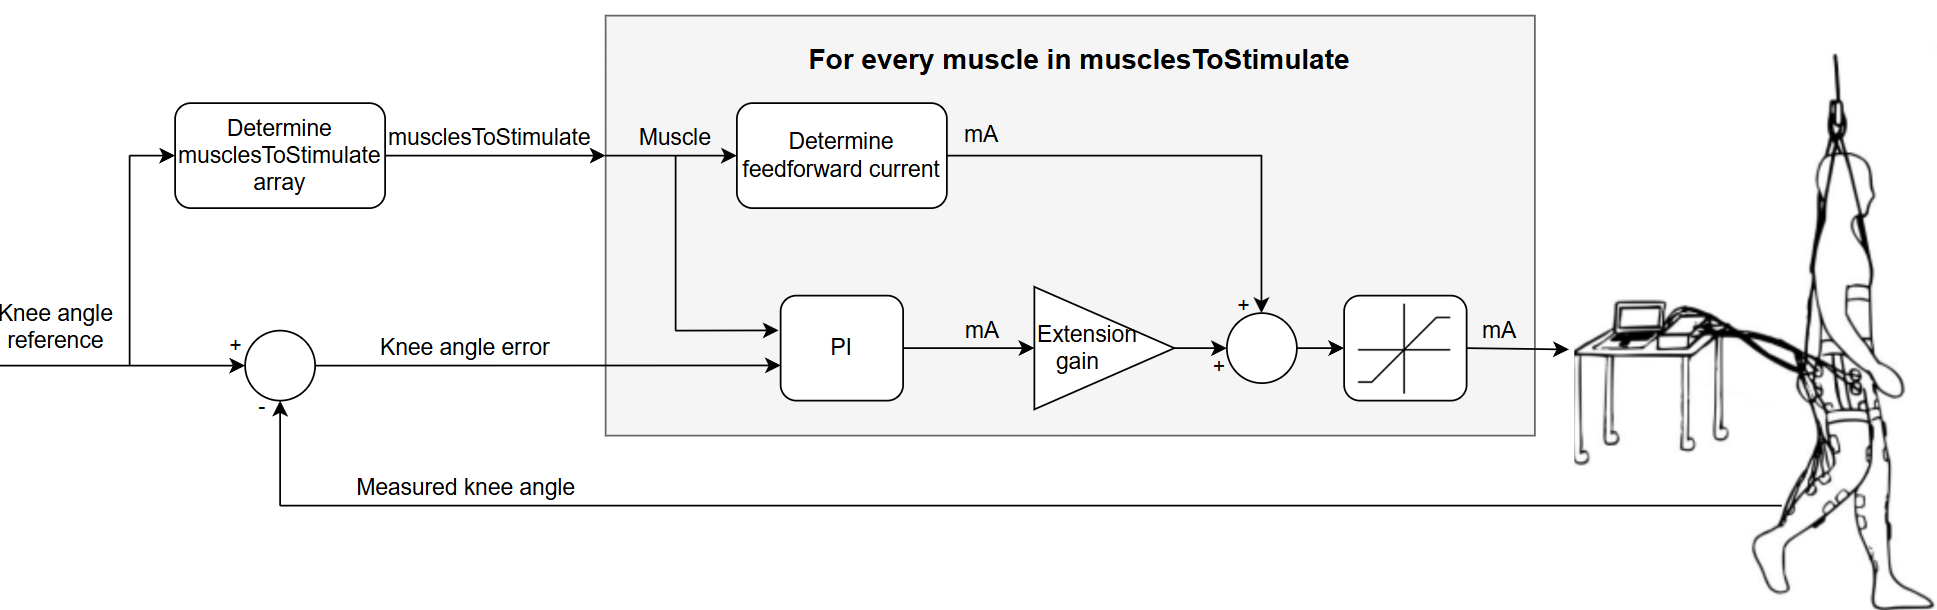 For every muscle in musclesToStimulate
Determine
musclesToStimulate
array
musclesToStimulate
Muscle
Determine
feedforward current
mA
Knee angle
reference
+
-
Knee angle error
PI
mA
Extension
gain
+
+
mA
Measured knee angle